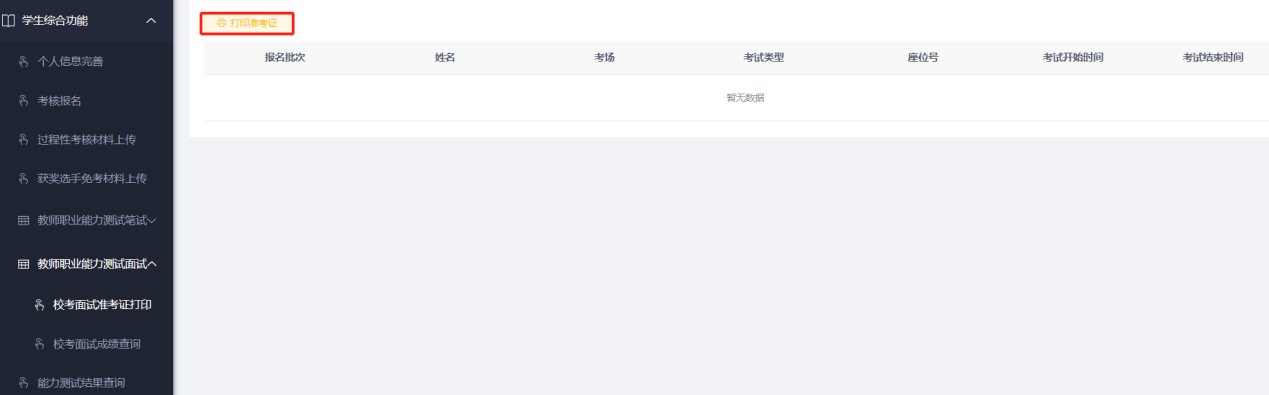 学生综合功能
个人信息完善
考核报名
过程性考核材料上传
获奖选手免考材料上传
教师职业能力测试笔试
教师职业能力测试面试
校考面试准考证打印
校考面试成绩查询
能力测试结果查询
打印准考证
报名批次 姓名 考场 考试类型 座位号 考试开始时间 考试结束时间
暂无数据